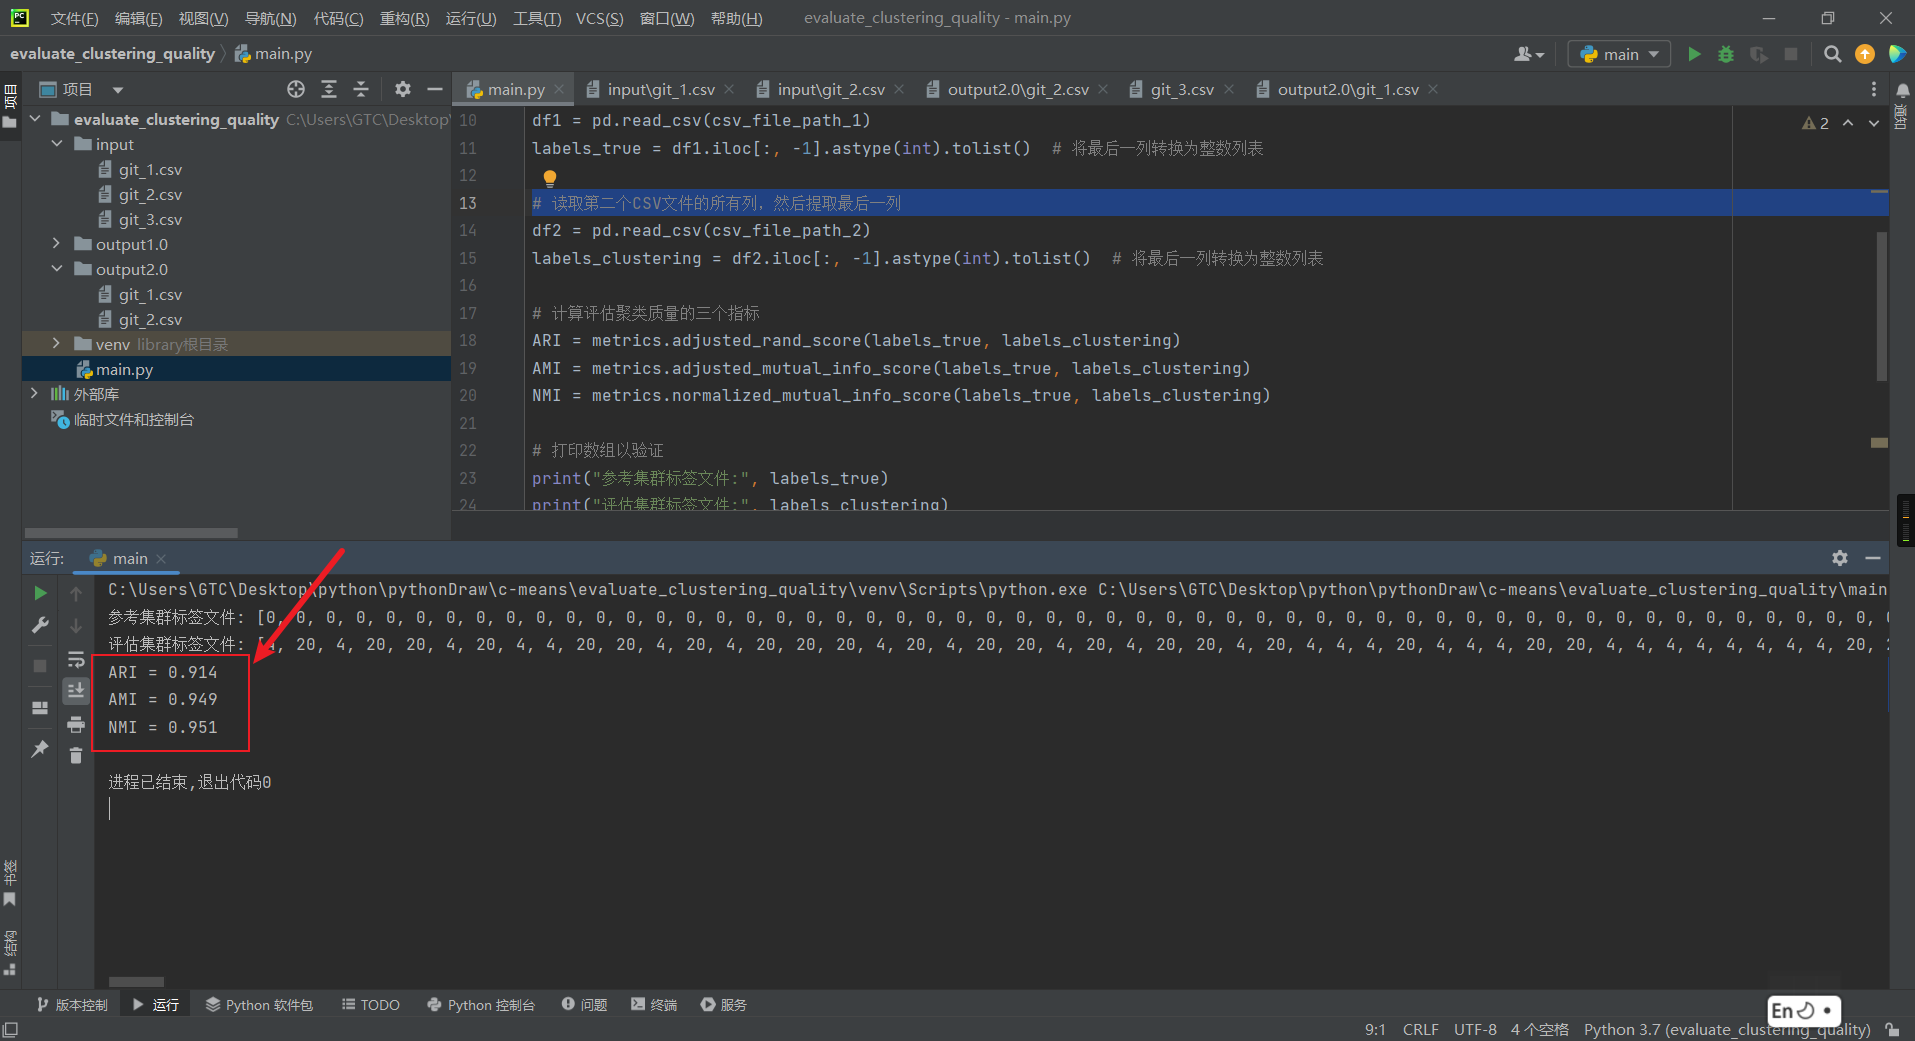 文件(F) 编辑(E) 视图(V) 导航(N) 代码(C) 重构(R) 运行(U) 工具(T) VCS(S) 窗口(W) 帮助(H) evaluate_clustering_quality - main.py
evaluate_clustering_quality main.py main
项目 项目 main.py input\git_1.csv input\git_2.csv output2.0\git_2.csv git_3.csv output2.0\git_1.csv 通知
evaluate_clustering_quality C:\Users\GTC\Desktop\
input
git_1.csv
git_2.csv
git_3.csv
output1.0
output2.0
git_1.csv
git_2.csv
venv library根目录
main.py
外部库
临时文件和控制台
2
10 df1 = pd.read_csv(csv_file_path_1)
11 labels_true = df1.iloc[:, -1].astype(int).tolist()  # 将最后一列转换为整数列表
12
13 # 读取第二个CSV文件的所有列，然后提取最后一列
14 df2 = pd.read_csv(csv_file_path_2)
15 labels_clustering = df2.iloc[:, -1].astype(int).tolist()  # 将最后一列转换为整数列表
16
17 # 计算评估聚类质量的三个指标
18 ARI = metrics.adjusted_rand_score(labels_true, labels_clustering)
19 AMI = metrics.adjusted_mutual_info_score(labels_true, labels_clustering)
20 NMI = metrics.normalized_mutual_info_score(labels_true, labels_clustering)
21
22 # 打印数组以验证
23 print("参考集群标签文件:", labels_true)
24 print("评估集群标签文件:", labels_clustering)
运行: main
C:\Users\GTC\Desktop\python\pythonDraw\c-means\evaluate_clustering_quality\venv\Scripts\python.exe C:\Users\GTC\Desktop\python\pythonDraw\c-means\evaluate_clustering_quality\main
参考集群标签文件: [0, 0, 0, 0, 0, 0, 0, 0, 0, 0, 0, 0, 0, 0, 0, 0, 0, 0, 0, 0, 0, 0, 0, 0, 0, 0, 0, 0, 0, 0, 0, 0, 0, 0, 0, 0, 0, 0, 0, 0, 0, 0, 0, 0, 0, 0, 0, 0, 0, 0, 0, 0, 0, 0, 0
评估集群标签文件: [4, 20, 4, 20, 20, 4, 20, 4, 4, 20, 20, 4, 20, 4, 20, 20, 20, 4, 20, 4, 20, 20, 4, 20, 4, 20, 20, 20, 4, 20, 4, 4, 4, 20, 4, 4, 4, 20, 20, 4, 4, 4, 4, 4, 4, 4, 20,
ARI = 0.914
AMI = 0.949
NMI = 0.951
进程已结束,退出代码0
书签
结构
版本控制 运行 Python 软件包 TODO Python 控制台 问题 终端 服务
En
9:1 CRLF UTF-8 4 个空格 Python 3.7 (evaluate_clustering_quality)